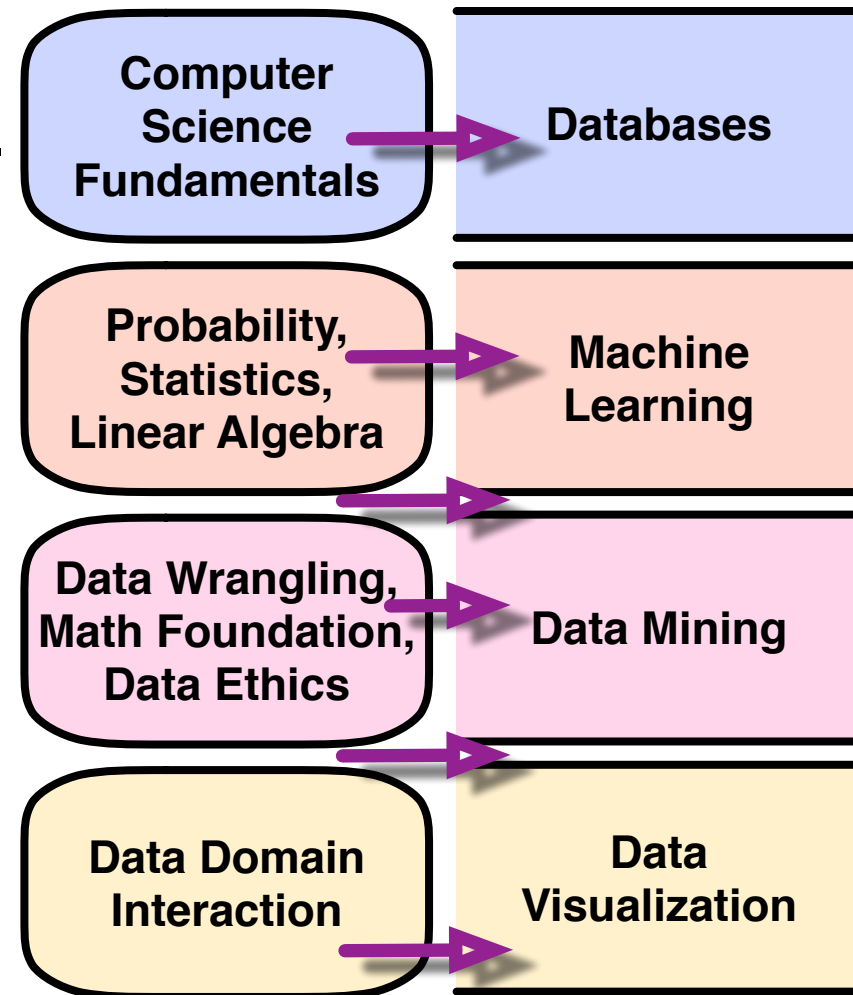 Computer
Science
Fundamentals
Databases
Probability,
Statistics,
Linear Algebra
Machine
Learning
Data Wrangling,
Math Foundation,
Data Ethics
Data Mining
Data Domain
Interaction
Data
Visualization